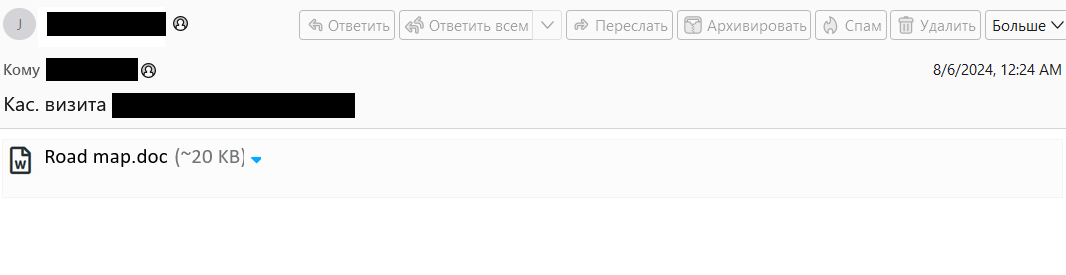 J Ответить Ответить всем Переслать Архивировать Спам Удалить Больше
Кому 8/6/2024, 12:24 AM
Кас. визита
Road map.doc (~20 KB)